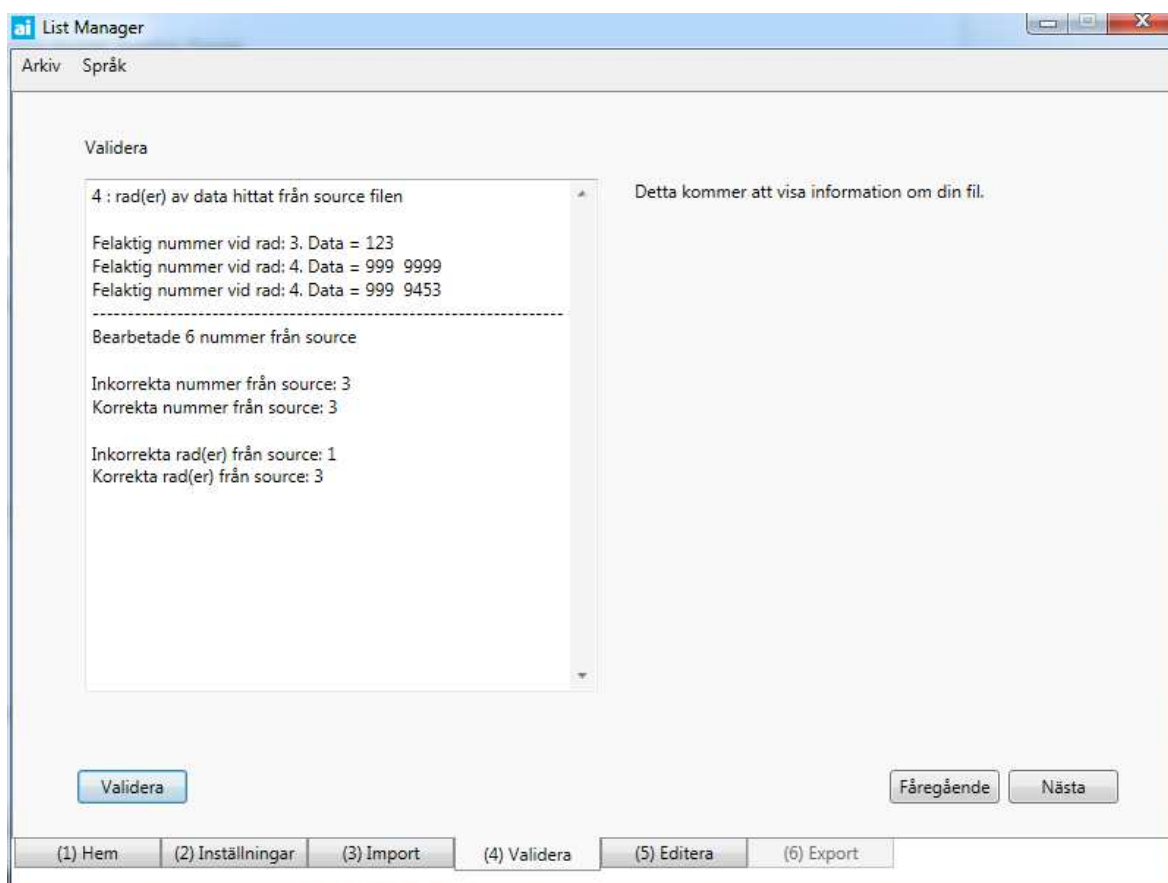 ai List Manager
Arkiv Språk
Validera
4 : rad(er) av data hittat från source filen
Felaktig nummer vid rad: 3. Data = 123
Felaktig nummer vid rad: 4. Data = 999  9999
Felaktig nummer vid rad: 4. Data = 999  9453
-------------------------------------------------------------------
Bearbetade 6 nummer från source
Inkorrekta nummer från source: 3
Korrekta nummer från source: 3
Inkorrekta rad(er) från source: 1
Korrekta rad(er) från source: 3
Detta kommer att visa information om din fil.
Validera
Fåregående Nästa
(1) Hem (2) Inställningar (3) Import (4) Validera (5) Editera (6) Export